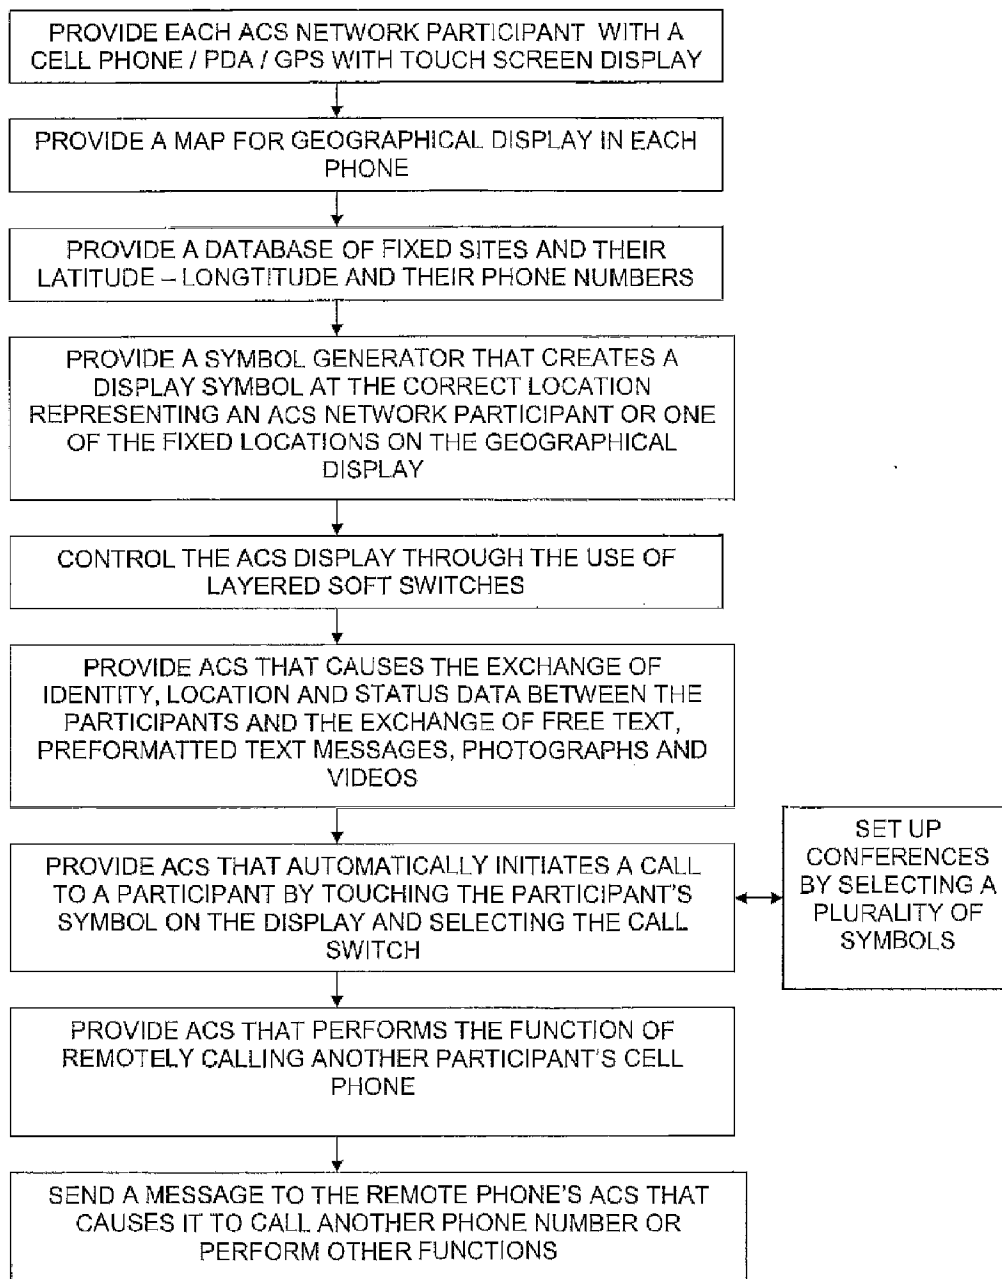 PROVIDE EACH ACS NETWORK PARTICIPANT WITH A
CELL PHONE / PDA / GPS WITH TOUCH SCREEN DISPLAY
PROVIDE A MAP FOR GEOGRAPHICAL DISPLAY IN EACH
PHONE
PROVIDE A DATABASE OF FIXED SITES AND THEIR
LATITUDE – LONGTITUDE AND THEIR PHONE NUMBERS
PROVIDE A SYMBOL GENERATOR THAT CREATES A
DISPLAY SYMBOL AT THE CORRECT LOCATION
REPRESENTING AN ACS NETWORK PARTICIPANT OR ONE
OF THE FIXED LOCATIONS ON THE GEOGRAPHICAL
DISPLAY
CONTROL THE ACS DISPLAY THROUGH THE USE OF
LAYERED SOFT SWITCHES
PROVIDE ACS THAT CAUSES THE EXCHANGE OF
IDENTITY, LOCATION AND STATUS DATA BETWEEN THE
PARTICIPANTS AND THE EXCHANGE OF FREE TEXT,
PREFORMATTED TEXT MESSAGES, PHOTOGRAPHS AND
VIDEOS
PROVIDE ACS THAT AUTOMATICALLY INITIATES A CALL
TO A PARTICIPANT BY TOUCHING THE PARTICIPANT'S
SYMBOL ON THE DISPLAY AND SELECTING THE CALL
SWITCH
SET UP
CONFERENCES
BY SELECTING A
PLURALITY OF
SYMBOLS
PROVIDE ACS THAT PERFORMS THE FUNCTION OF
REMOTELY CALLING ANOTHER PARTICIPANT'S CELL
PHONE
SEND A MESSAGE TO THE REMOTE PHONE'S ACS THAT
CAUSES IT TO CALL ANOTHER PHONE NUMBER OR
PERFORM OTHER FUNCTIONS